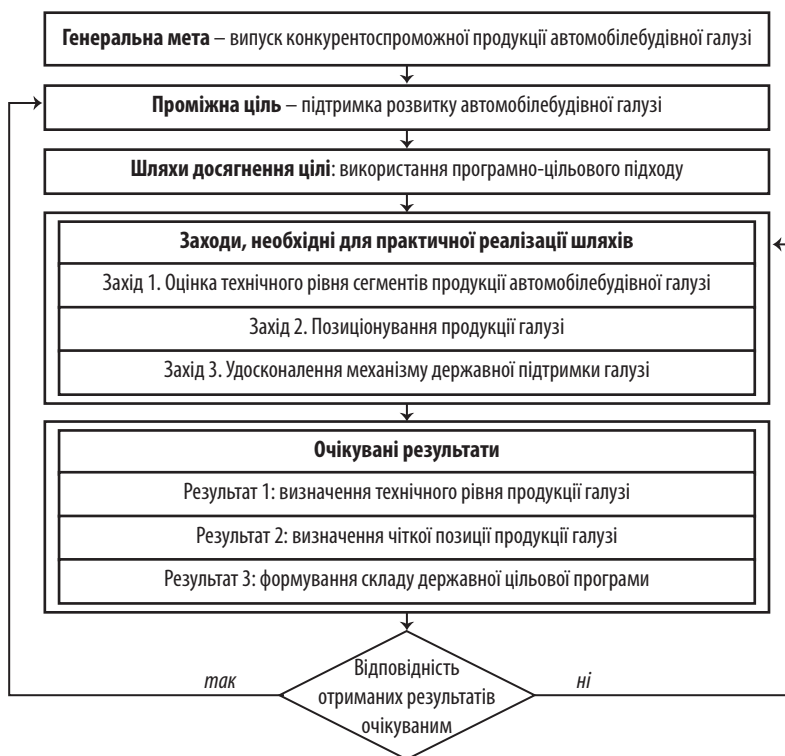 Генеральна мета – випуск конкурентоспроможної продукції автомобілебудівної галузі
Проміжна ціль – підтримка розвитку автомобілебудівної галузі
Шляхи досягнення цілі: використання програмно-цільового підходу
Заходи, необхідні для практичної реалізації шляхів
Захід 1. Оцінка технічного рівня сегментів продукції автомобілебудівної галузі
Захід 2. Позиціонування продукції галузі
Захід 3. Удосконалення механізму державної підтримки галузі
Очікувані результати
Результат 1: визначення технічного рівня продукції галузі
Результат 2: визначення чіткої позиції продукції галузі
Результат 3: формування складу державної цільової програми
так
Відповідність
отриманих результатів
очікуваним
ні